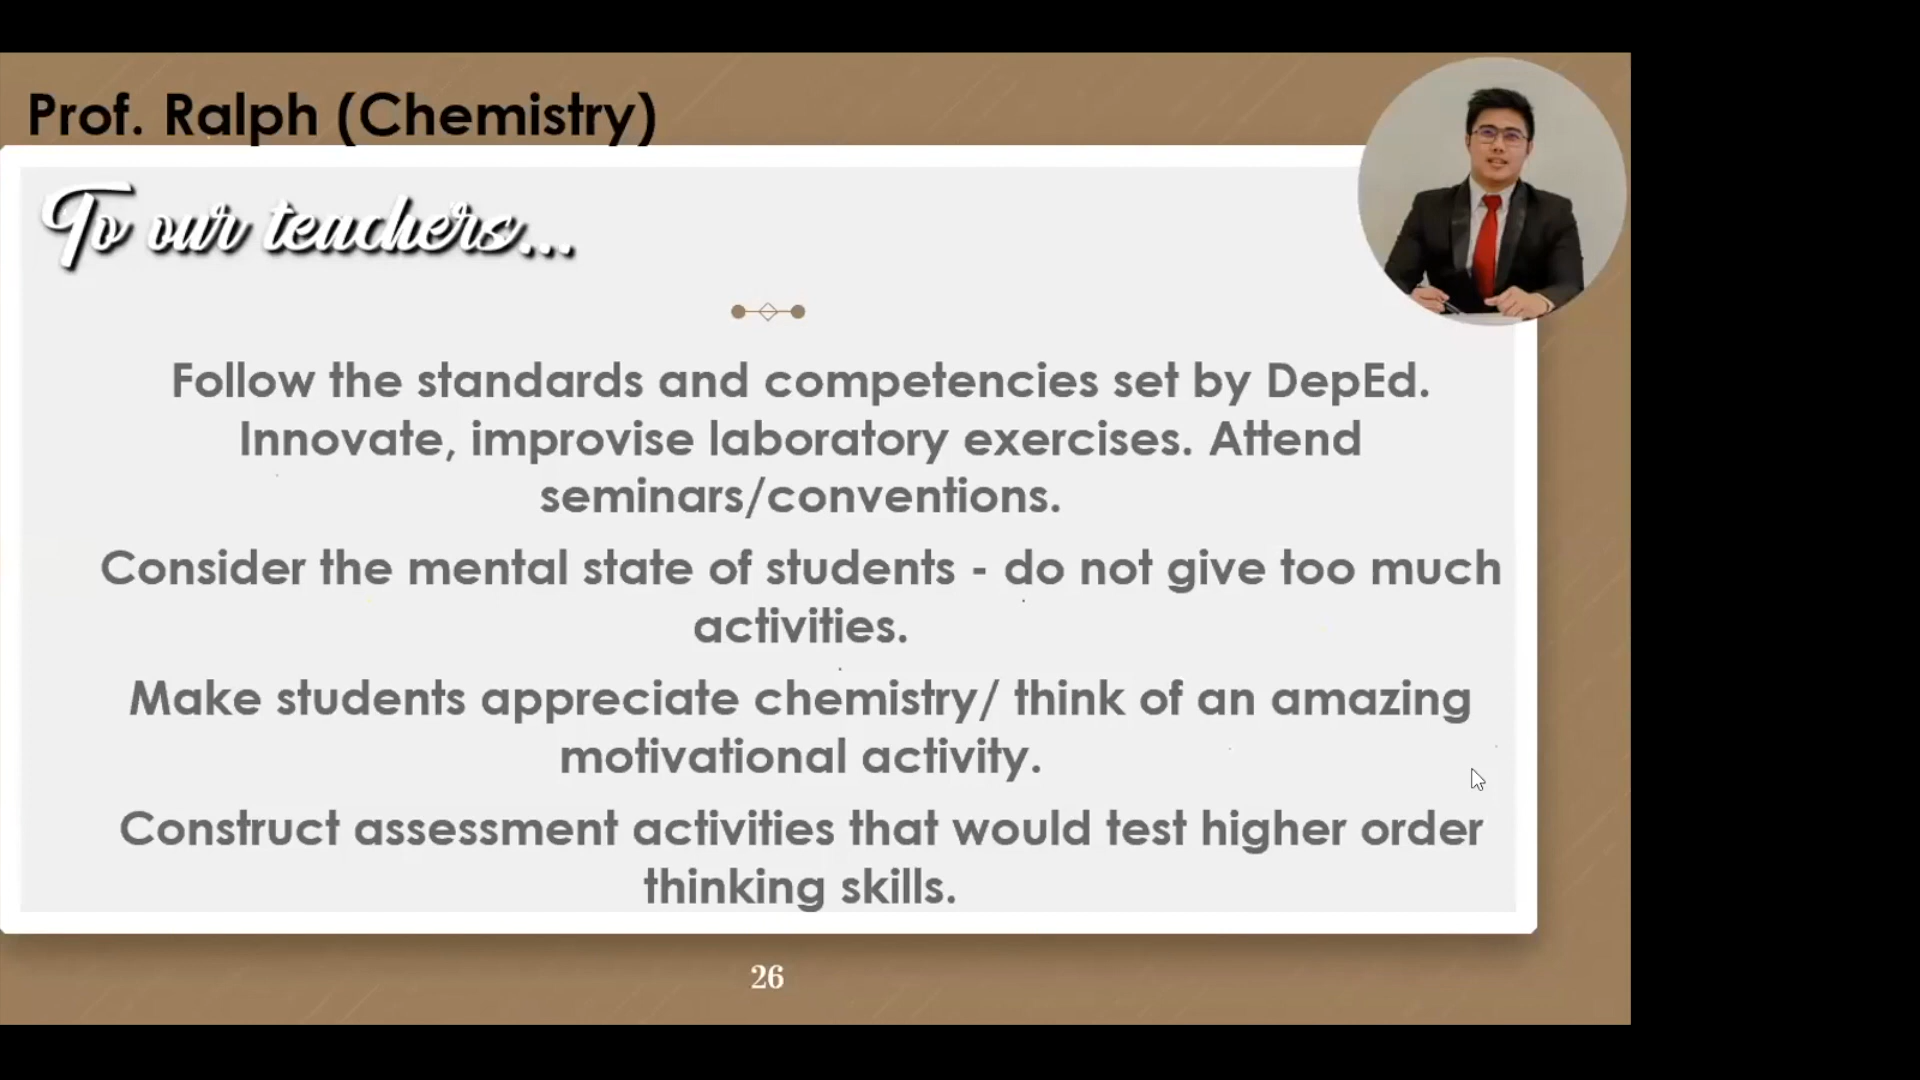 Prof. Ralph (Chemistry)
To our teachers...
Follow the standards and competencies set by DepEd.
Innovate, improvise laboratory exercises. Attend
seminars/conventions.
Consider the mental state of students - do not give too much
activities.
Make students appreciate chemistry/ think of an amazing
motivational activity.
Construct assessment activities that would test higher order
thinking skills.
26